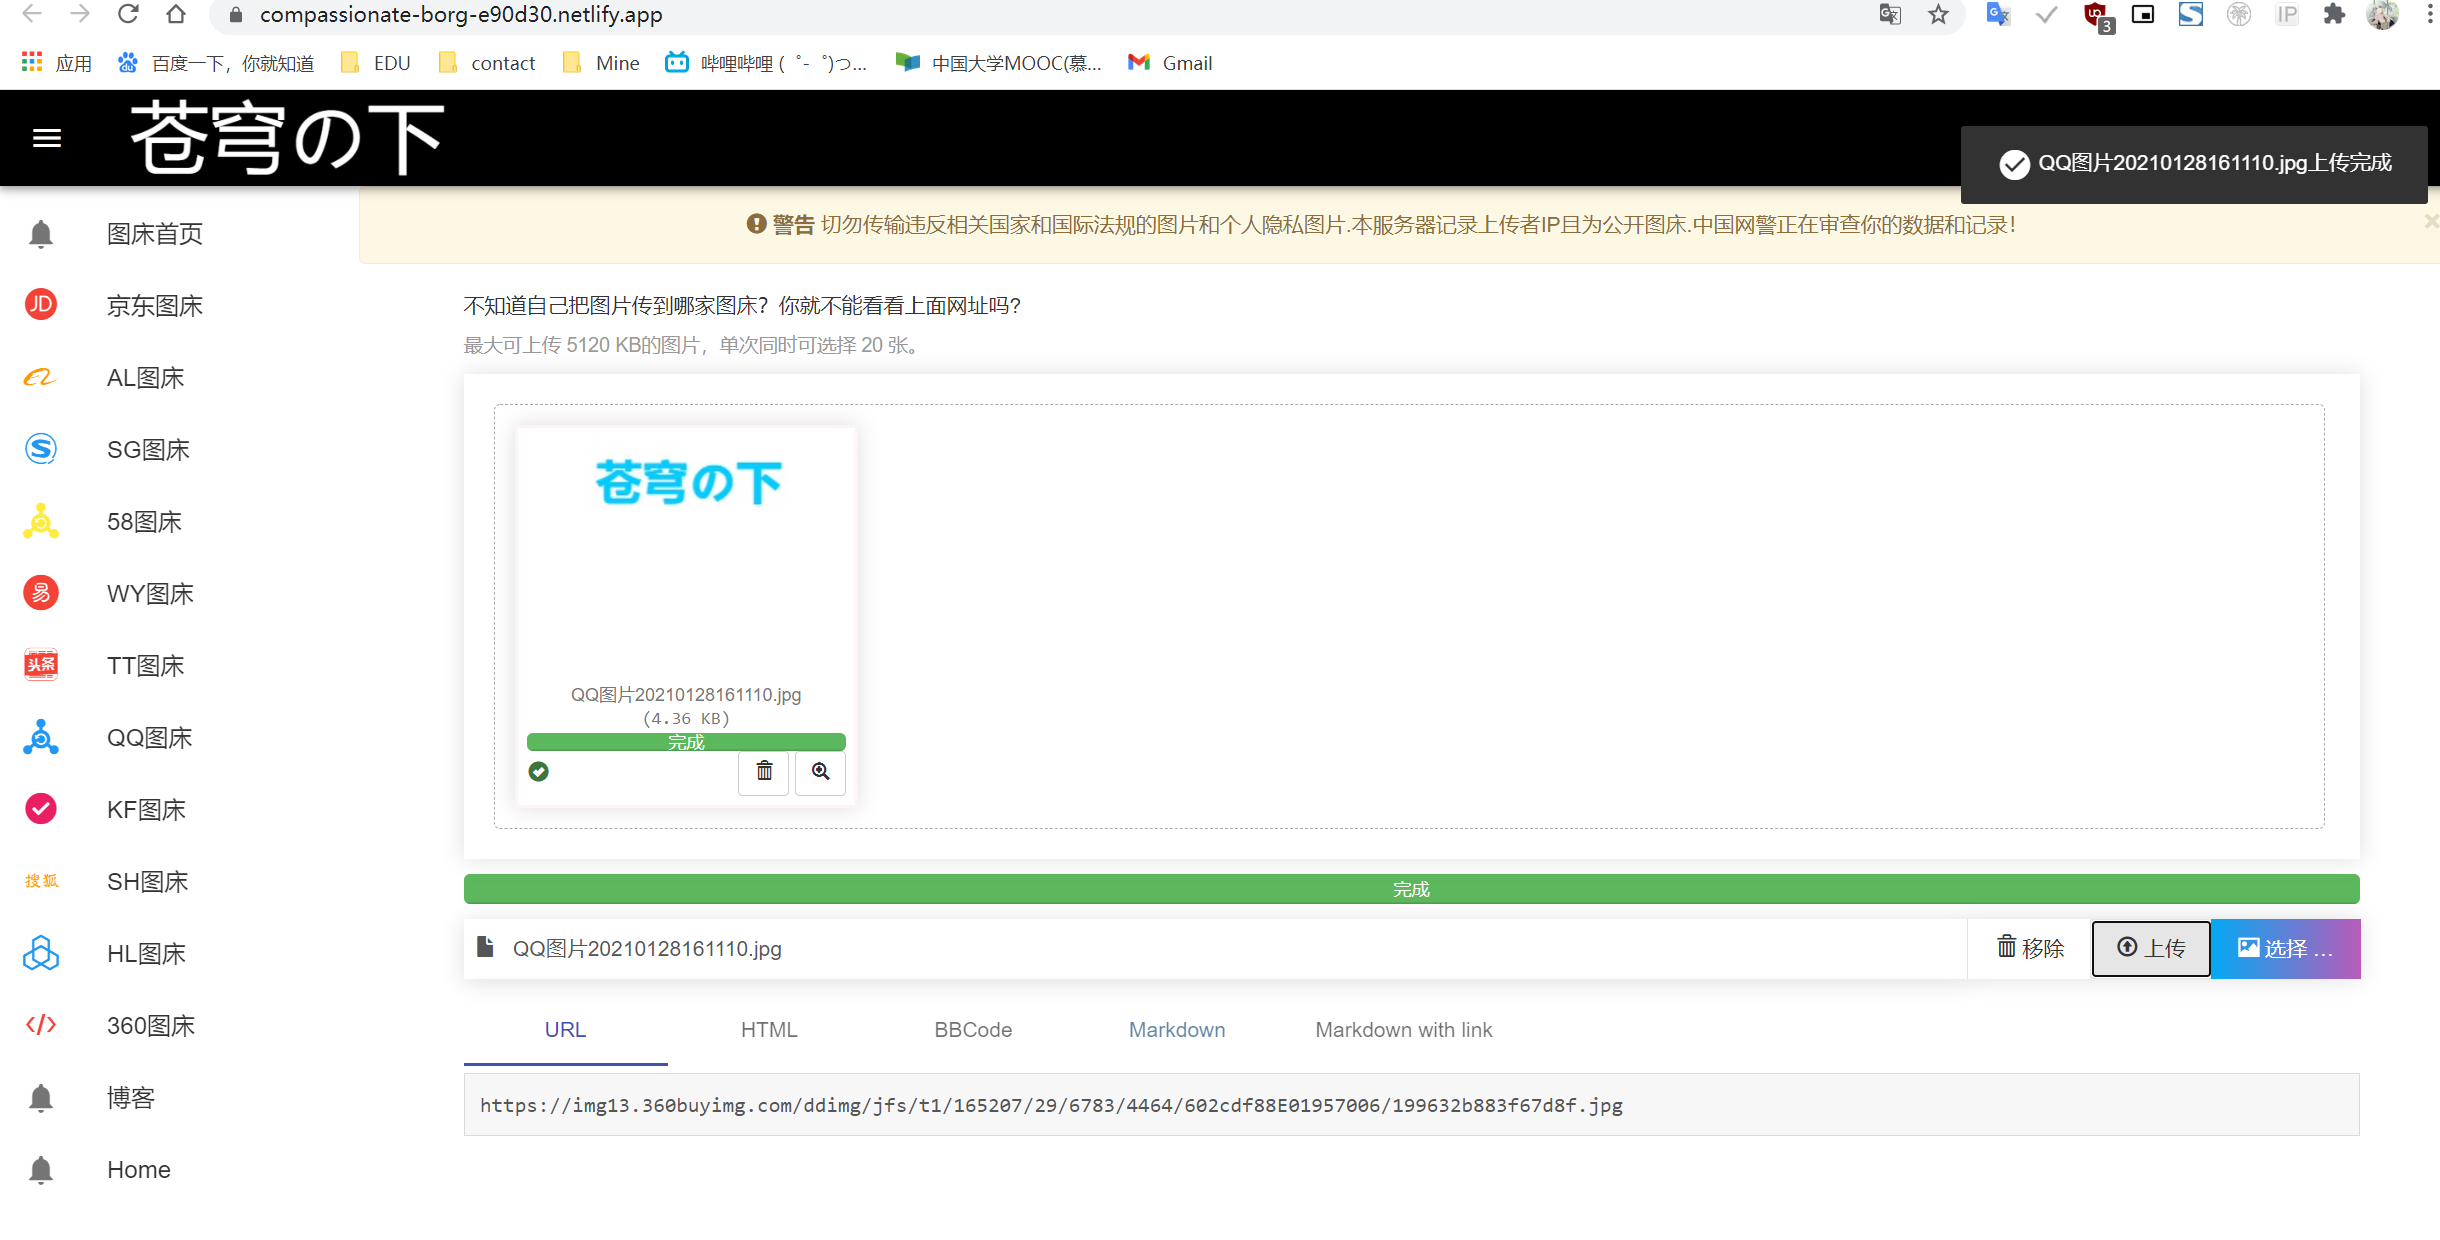 compassionate-borg-e90d30.netlify.app
3
IP
应用
百度一下，你就知道
EDU
contact
Mine
哔哩哔哩 ( ゜- ゜)つ...
中国大学MOOC(慕...
Gmail
苍穹の下
QQ图片20210128161110.jpg上传完成
警告 切勿传输违反相关国家和国际法规的图片和个人隐私图片.本服务器记录上传者IP且为公开图床.中国网警正在审查你的数据和记录！
×
图床首页
JD
京东图床
AL图床
SG图床
58图床
易
WY图床
头条
TT图床
QQ图床
KF图床
搜狐
SH图床
HL图床
360图床
博客
Home
不知道自己把图片传到哪家图床？你就不能看看上面网址吗?
最大可上传 5120 KB的图片，单次同时可选择 20 张。
苍穹の下
QQ图片20210128161110.jpg
(4.36 KB)
完成
完成
QQ图片20210128161110.jpg
移除
上传
选择 ...
URL
HTML
BBCode
Markdown
Markdown with link
https://img13.360buyimg.com/ddimg/jfs/t1/165207/29/6783/4464/602cdf88E01957006/199632b883f67d8f.jpg